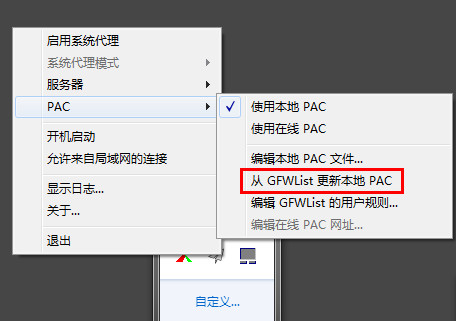 启用系统代理
系统代理模式
服务器
PAC
开机启动
允许来自局域网的连接
显示日志...
关于...
退出
使用本地 PAC
使用在线 PAC
编辑本地 PAC 文件...
从 GFWList 更新本地 PAC
编辑 GFWList 的用户规则...
编辑在线 PAC 网址...
自定义...